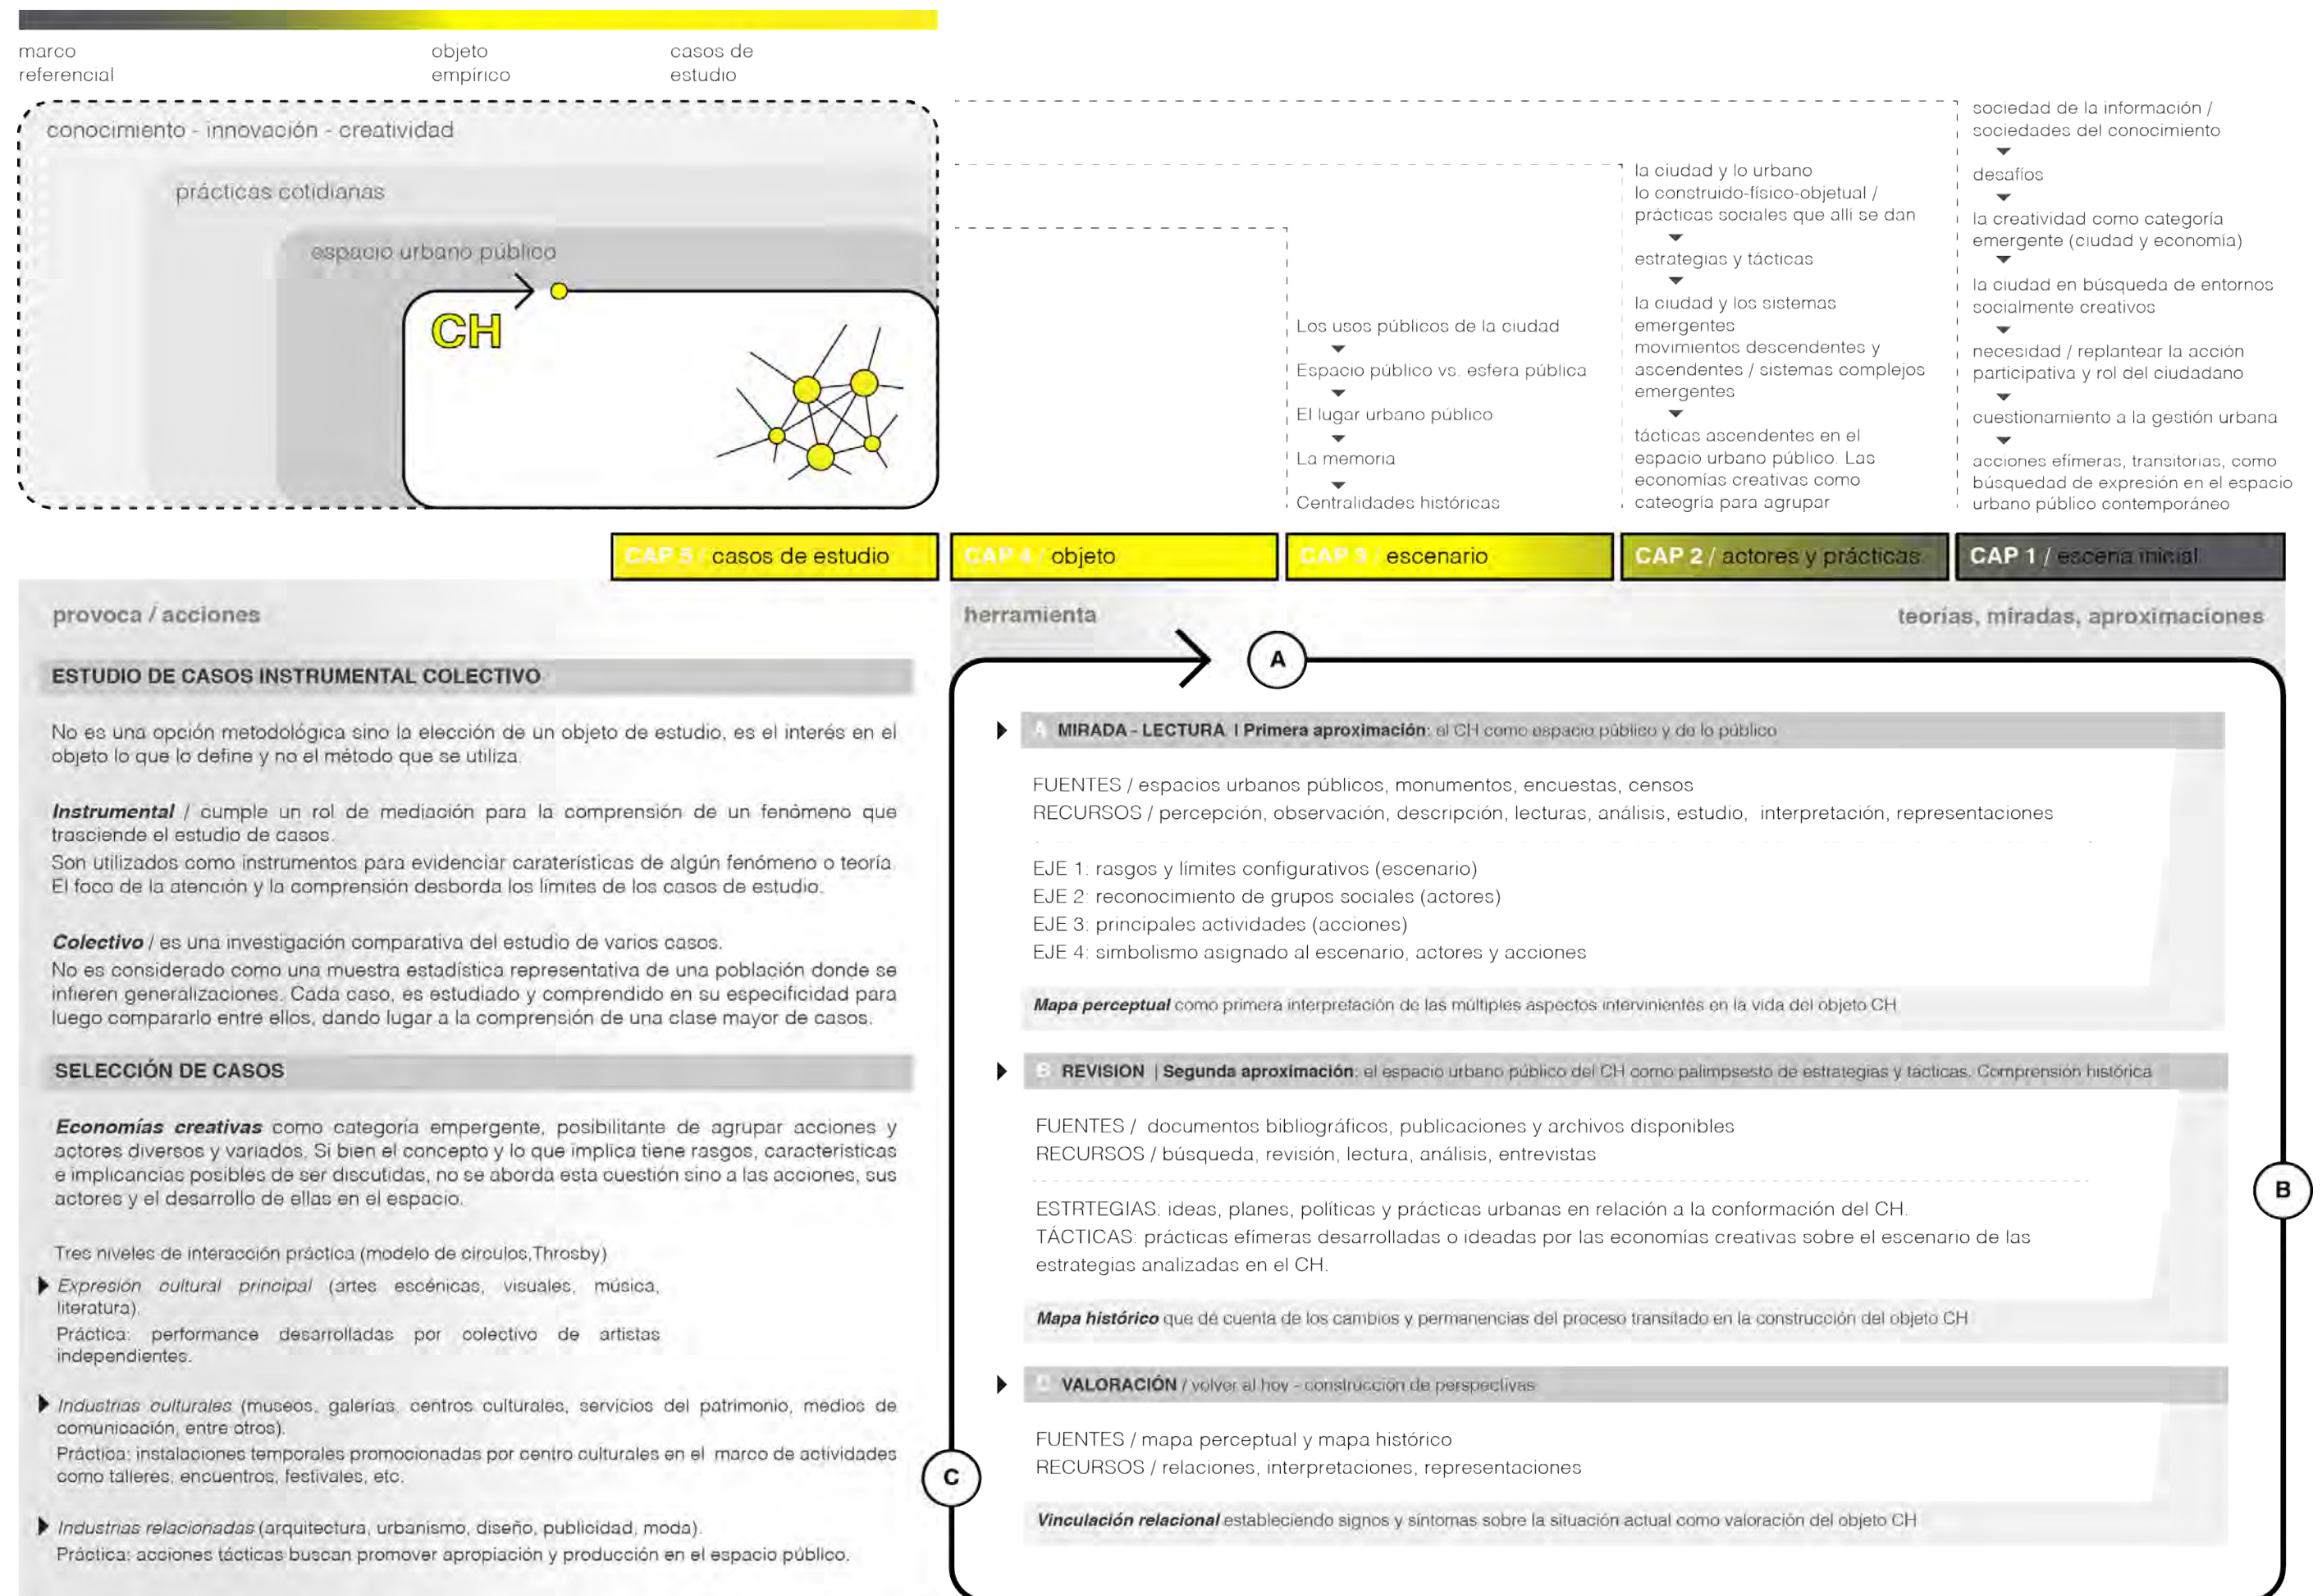 marco
referencial
objeto
empírico
casos de
estudio
conocimiento - innovación - creatividad
prácticas cotidianas
espacio urbano público
CH
Los usos públicos de la ciudad
Espacio público vs. esfera pública
El lugar urbano público
La memoria
Centralidades históricas
la ciudad y lo urbano
lo construido-físico-objetual /
prácticas sociales que allí se dan
estrategias y tácticas
la ciudad y los sistemas
emergentes
movimientos descendentes y
ascendentes / sistemas complejos
emergentes
tácticas ascendentes en el
espacio urbano público. Las
economías creativas como
cateogría para agrupar
sociedad de la información /
sociedades del conocimiento
desafíos
la creatividad como categoría
emergente (ciudad y economía)
la ciudad en búsqueda de entornos
socialmente creativos
necesidad / replantear la acción
participativa y rol del ciudadano
cuestionamiento a la gestión urbana
acciones efímeras, transitorias, como
búsquedad de expresión en el espacio
urbano público contemporáneo
CAP 5 / casos de estudio
CAP 4 / objeto
CAP 3 / escenario
CAP 2 / actores y prácticas
CAP 1 / escena inicial
provoca / acciones
ESTUDIO DE CASOS INSTRUMENTAL COLECTIVO
No es una opción metodológica sino la elección de un objeto de estudio, es el interés en el
objeto lo que lo define y no el método que se utiliza.
Instrumental / cumple un rol de mediación para la comprensión de un fenómeno que
trasciende el estudio de casos.
Son utilizados como instrumentos para evidenciar caraterísticas de algún fenómeno o teoría.
El foco de la atención y la comprensión desborda los límites de los casos de estudio.
Colectivo / es una investigación comparativa del estudio de varios casos.
No es considerado como una muestra estadística representativa de una población donde se
infieren generalizaciones. Cada caso, es estudiado y comprendido en su especificidad para
luego compararlo entre ellos, dando lugar a la comprensión de una clase mayor de casos.
SELECCIÓN DE CASOS
Economías creativas como categoría empergente, posibilitante de agrupar acciones y
actores diversos y variados. Si bien el concepto y lo que implica tiene rasgos, características
e implicancias posibles de ser discutidas, no se aborda esta cuestión sino a las acciones, sus
actores y el desarrollo de ellas en el espacio.
Tres niveles de interacción práctica (modelo de círculos,Throsby)
Expresión cultural principal (artes escénicas, visuales, música,
literatura).
Práctica: performance desarrolladas por colectivo de artistas
independientes.
Industrias culturales (museos, galerías, centros culturales, servicios del patrimonio, medios de
comunicación, entre otros).
Práctica: instalaciones temporales promocionadas por centro culturales en el marco de actividades
como talleres, encuentros, festivales, etc.
Industrias relacionadas (arquitectura, urbanismo, diseño, publicidad, moda).
Práctica: acciones tácticas buscan promover apropiación y producción en el espacio público.
herramienta
teorías, miradas, aproximaciones
A
A MIRADA - LECTURA | Primera aproximación: el CH como espacio público y de lo público
FUENTES / espacios urbanos públicos, monumentos, encuestas, censos
RECURSOS / percepción, observación, descripción, lecturas, análisis, estudio, interpretación, representaciones
EJE 1: rasgos y límites configurativos (escenario)
EJE 2: reconocimiento de grupos sociales (actores)
EJE 3: principales actividades (acciones)
EJE 4: simbolismo asignado al escenario, actores y acciones
Mapa perceptual como primera interpretación de las múltiples aspectos intervinientes en la vida del objeto CH
B REVISION | Segunda aproximación: el espacio urbano público del CH como palimpsesto de estrategias y tácticas. Comprensión histórica
FUENTES / documentos bibliográficos, publicaciones y archivos disponibles
RECURSOS / búsqueda, revisión, lectura, análisis, entrevistas
B
ESTRTEGIAS: ideas, planes, políticas y prácticas urbanas en relación a la conformación del CH.
TÁCTICAS: prácticas efímeras desarrolladas o ideadas por las economías creativas sobre el escenario de las
estrategias analizadas en el CH.
Mapa histórico que dé cuenta de los cambios y permanencias del proceso transitado en la construcción del objeto CH
VALORACIÓN / volver al hoy - construcción de perspectivas
FUENTES / mapa perceptual y mapa histórico
RECURSOS / relaciones, interpretaciones, representaciones
C
Vinculación relacional estableciendo signos y síntomas sobre la situación actual como valoración del objeto CH